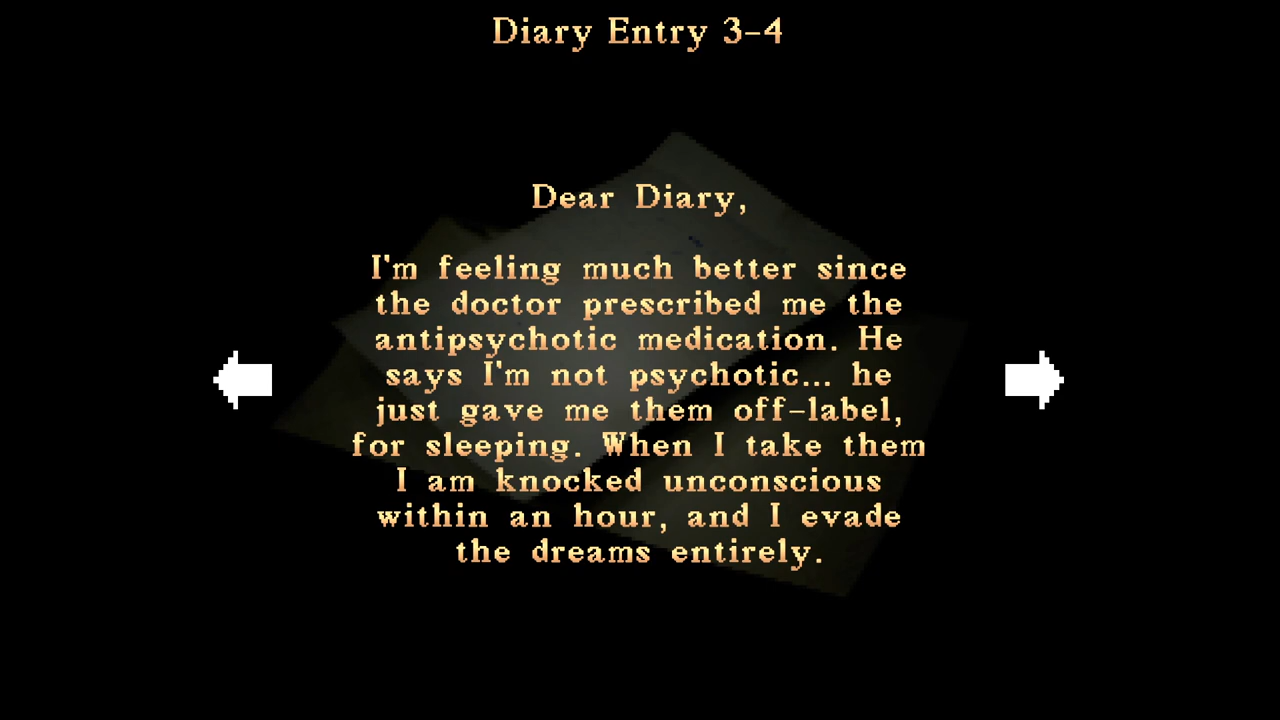 Diary Entry 3-4
Dear Diary,
I'm feeling much better since
the doctor prescribed me the
antipsychotic medication. He
says I'm not psychotic... he
just gave me them off-label,
for sleeping. When I take them
I am knocked unconscious
within an hour, and I evade
the dreams entirely.